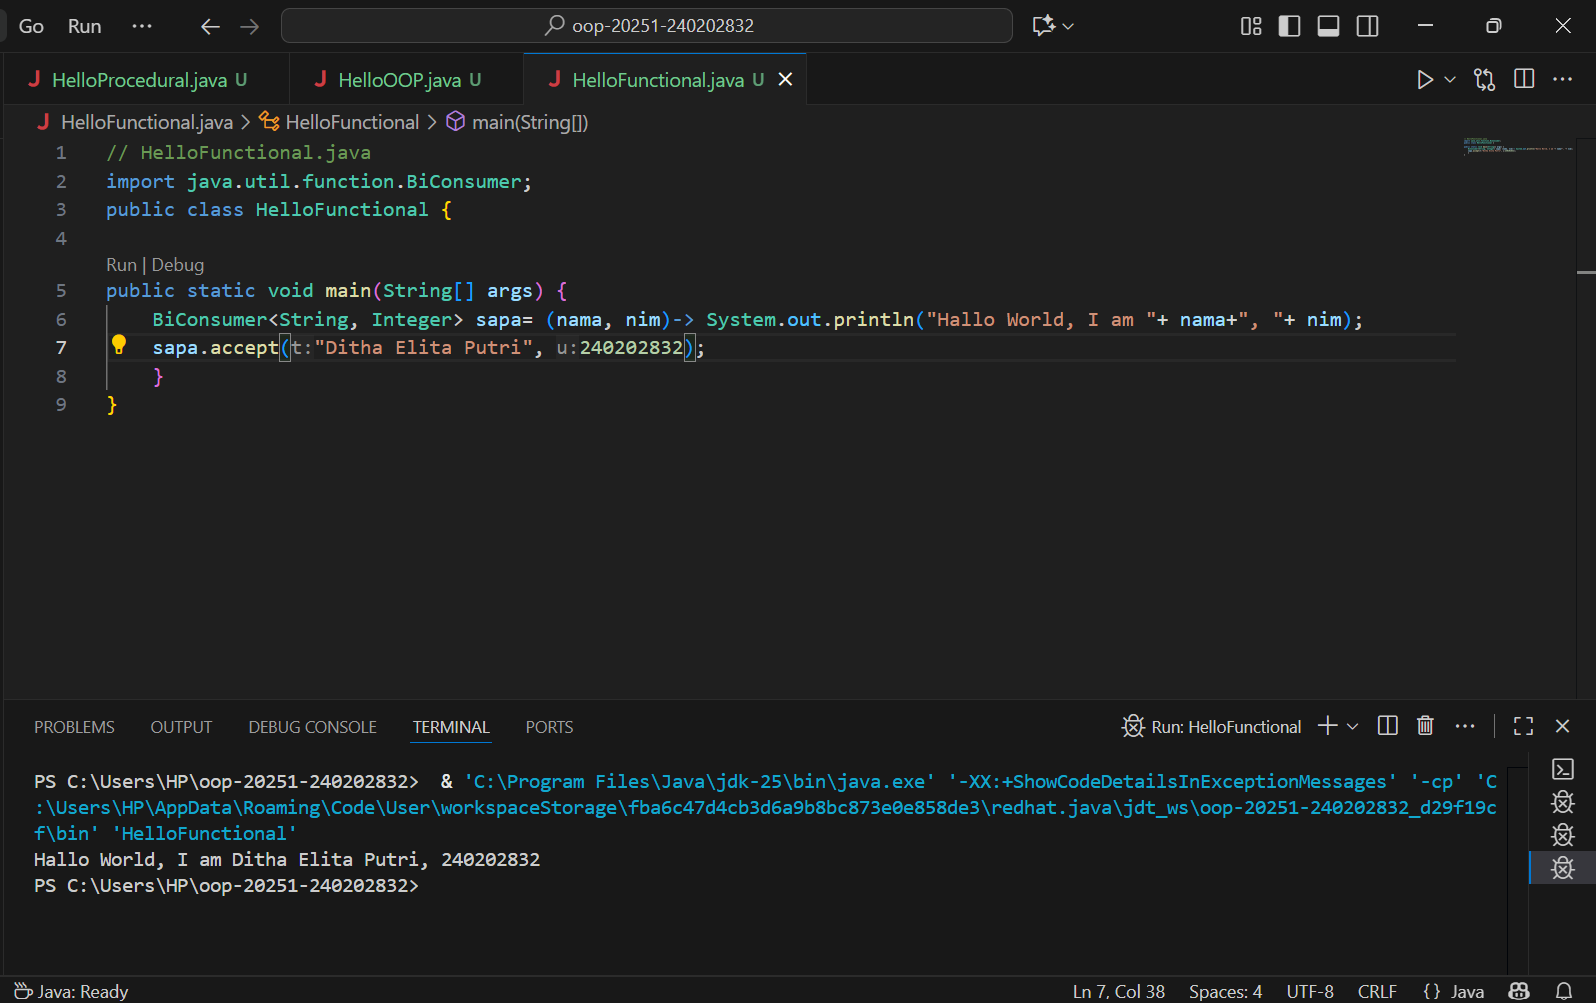 Go Run ··· oop-20251-240202832
HelloProcedural.java U HelloOOP.java U HelloFunctional.java U
HelloFunctional.java > HelloFunctional > main(String[])
1 // HelloFunctional.java
2 import java.util.function.BiConsumer;
3 public class HelloFunctional {
4
Run | Debug
5 public static void main(String[] args) {
6 BiConsumer<String, Integer> sapa= (nama, nim)-> System.out.println("Hallo World, I am "+ nama+", "+ nim);
7 sapa.accept(t:"Ditha Elita Putri", u:240202832);
8 }
9 }
PROBLEMS OUTPUT DEBUG CONSOLE TERMINAL PORTS Run: HelloFunctional
PS C:\Users\HP\oop-20251-240202832> & 'C:\Program Files\Java\jdk-25\bin\java.exe' '-XX:+ShowCodeDetailsInExceptionMessages' '-cp' 'C
:\Users\HP\AppData\Roaming\Code\User\workspaceStorage\fba6c47d4cb3d6a9b8bc873e0e858de3\redhat.java\jdt_ws\oop-20251-240202832_d29f19c
f\bin' 'HelloFunctional'
Hallo World, I am Ditha Elita Putri, 240202832
PS C:\Users\HP\oop-20251-240202832>
Java: Ready Ln 7, Col 38 Spaces: 4 UTF-8 CRLF {} Java